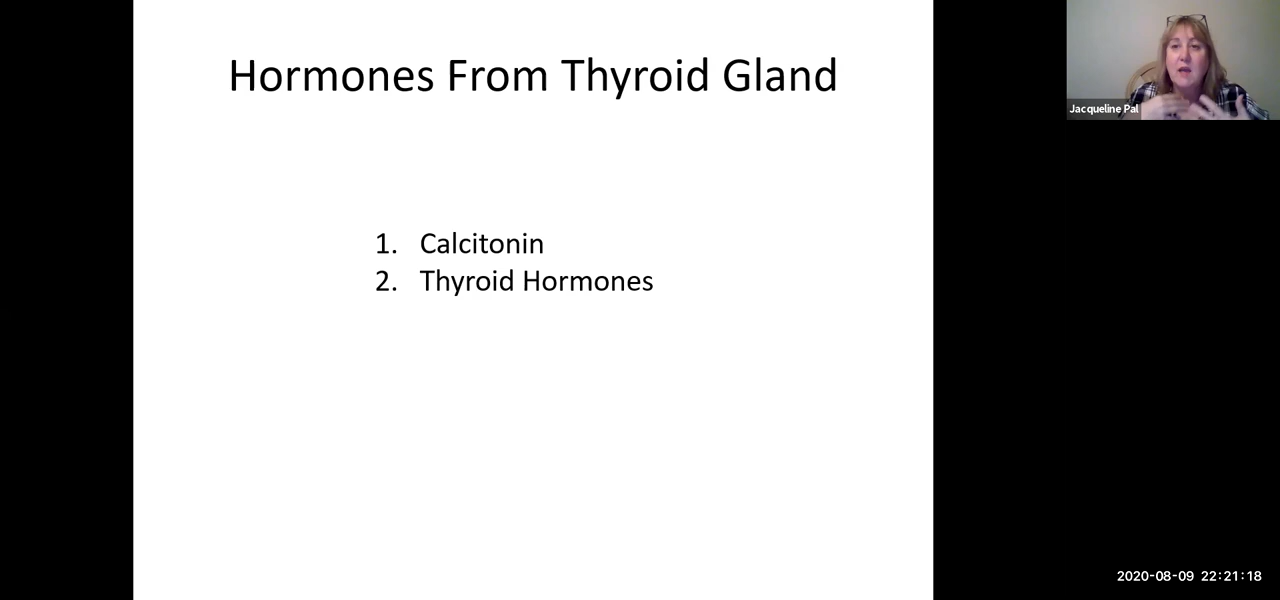 Hormones From Thyroid Gland
1. Calcitonin
2. Thyroid Hormones
Jacqueline Pal
2020-08-09 22:21:18